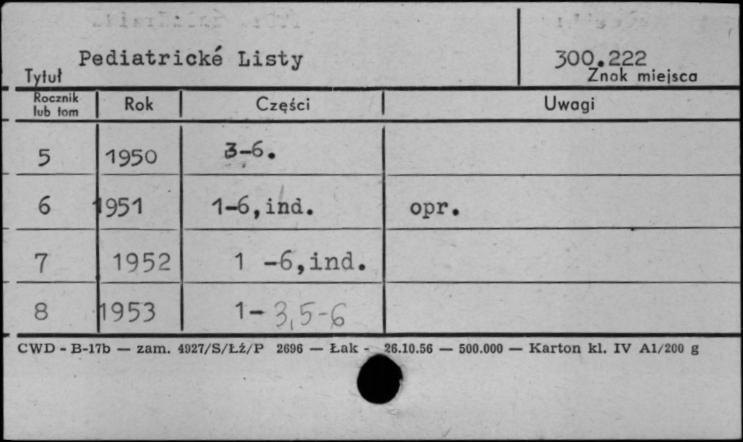 Pediatrické Listy
300.222
Tytuł
Znak miejsca
Rocznik lub tom Rok Części Uwagi
5 1950 3-6.
6 1951 1-6,ind. opr.
7 1952 1 -6,ind.
8 1953 1- 3,5-6
CWD - B-17b — zam. 4927/S/Łź/P 2696 — Łak - 26.10.56 — 500.000 — Karton kl. IV A1/200 g